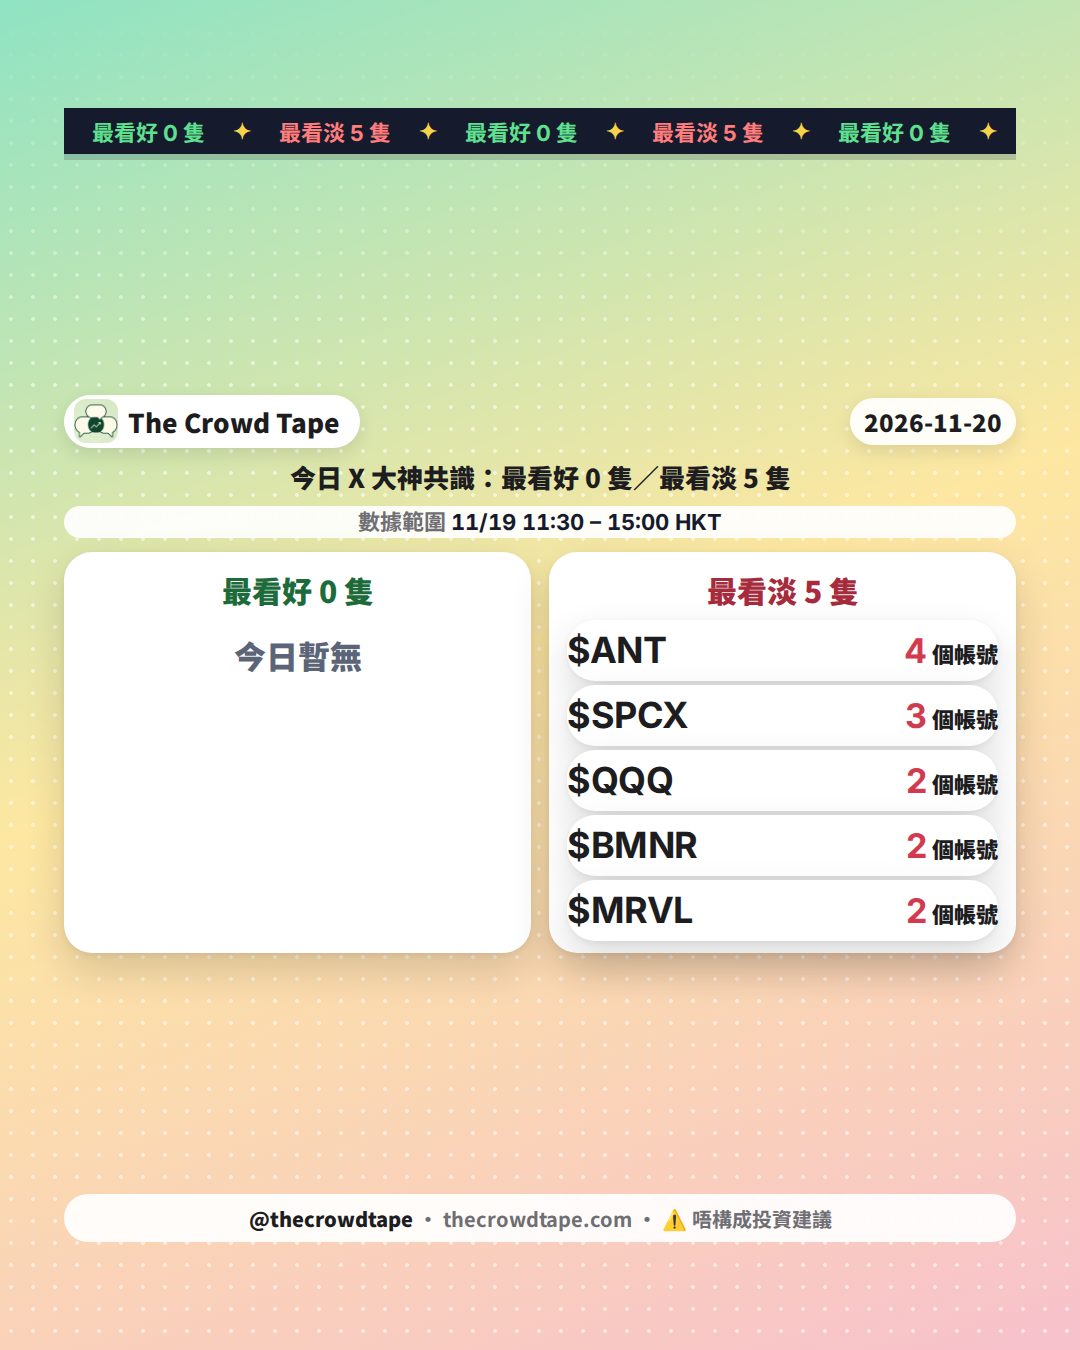 最看好 0 隻 ✦ 最看淡 5 隻 ✦ 最看好 0 隻 ✦ 最看淡 5 隻 ✦ 最看好 0 隻 ✦
The Crowd Tape
2026-11-20
今日 X 大神共識：最看好 0 隻／最看淡 5 隻
數據範圍 11/19 11:30 – 15:00 HKT
最看好 0 隻
今日暫無
最看淡 5 隻
$ANT 4 個帳號
$SPCX 3 個帳號
$QQQ 2 個帳號
$BMNR 2 個帳號
$MRVL 2 個帳號
@thecrowdtape • thecrowdtape.com • ⚠️ 唔構成投資建議